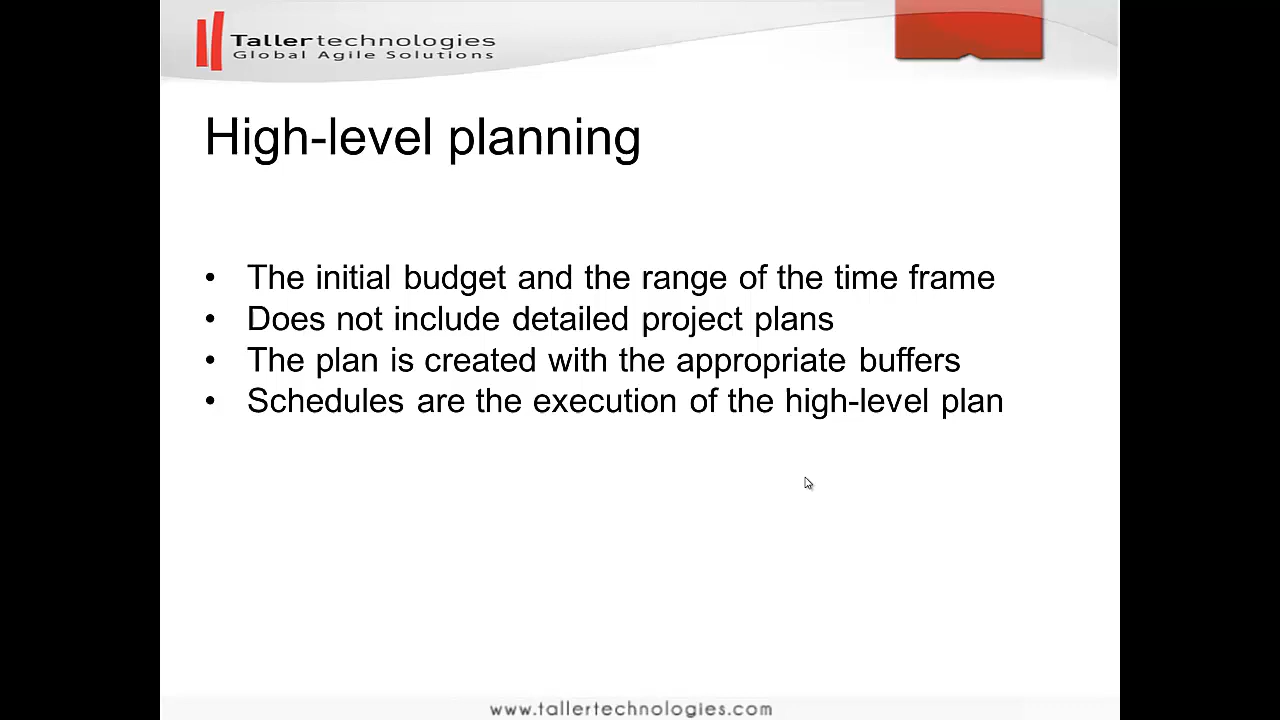 Tallertechnologies
Global Agile Solutions
High-level planning
• The initial budget and the range of the time frame
• Does not include detailed project plans
• The plan is created with the appropriate buffers
• Schedules are the execution of the high-level plan
www.tallertechnologies.com